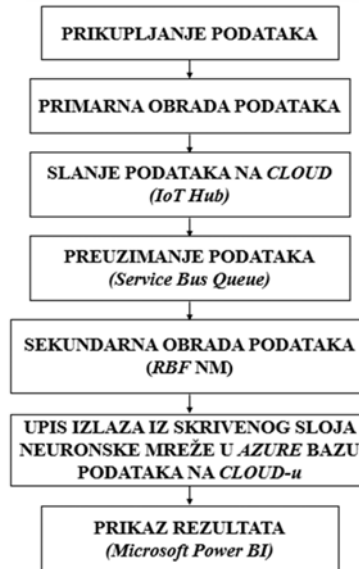 PRIKUPLJANJE PODATAKA
PRIMARNA OBRADA PODATAKA
SLANJE PODATAKA NA CLOUD
(IoT Hub)
PREUZIMANJE PODATAKA
(Service Bus Queue)
SEKUNDARNA OBRADA PODATAKA
(RBF NM)
UPIS IZLAZA IZ SKRIVENOG SLOJA
NEURONSKE MREŽE U AZURE BAZU
PODATAKA NA CLOUD-u
PRIKAZ REZULTATA
(Microsoft Power BI)